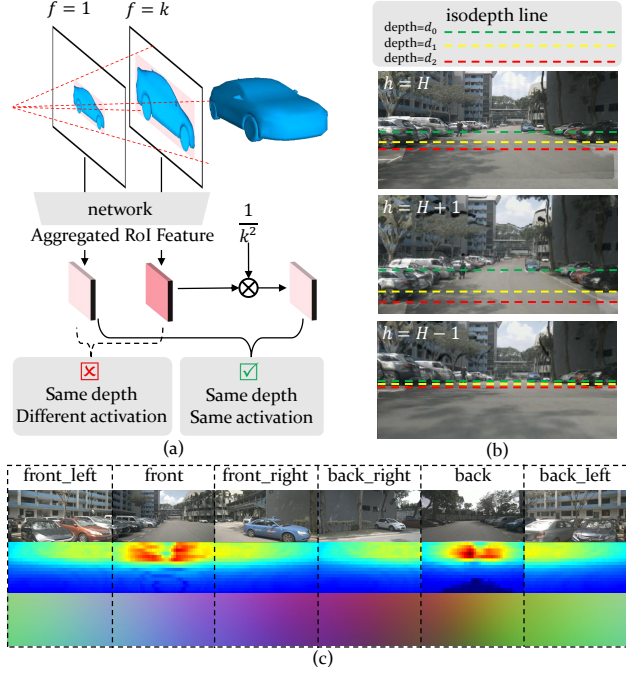 f = 1
f = k
network
Aggregated RoI Feature
1
k²
Same depth
Different activation
Same depth
Same activation
(a)
isodepth line
depth=d₀
depth=d₁
depth=d₂
h = H
h = H + 1
h = H − 1
(b)
front_left
front
front_right
back_right
back
back_left
(c)